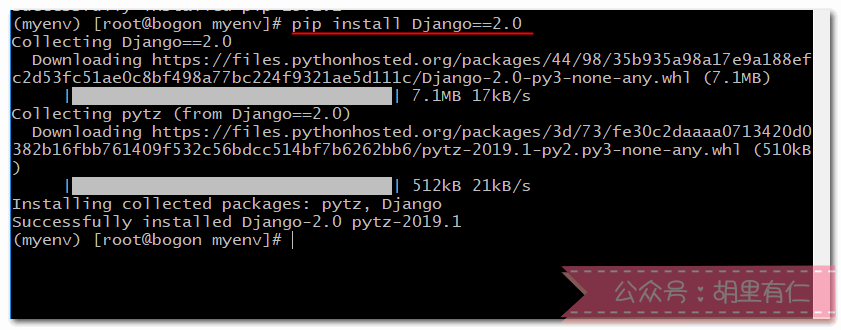 (myenv) [root@bogon myenv]# pip install Django==2.0
Collecting Django==2.0
  Downloading https://files.pythonhosted.org/packages/44/98/35b935a98a17e9a188ef
c2d53fc51ae0c8bf498a77bc224f9321ae5d111c/Django-2.0-py3-none-any.whl (7.1MB)
     |████████████████████████████████| 7.1MB 17kB/s
Collecting pytz (from Django==2.0)
  Downloading https://files.pythonhosted.org/packages/3d/73/fe30c2daaaa0713420d0
382b16fbb761409f532c56bdcc514bf7b6262bb6/pytz-2019.1-py2.py3-none-any.whl (510kB
)
     |████████████████████████████████| 512kB 21kB/s
Installing collected packages: pytz, Django
Successfully installed Django-2.0 pytz-2019.1
(myenv) [root@bogon myenv]#
公众号：胡里有仁